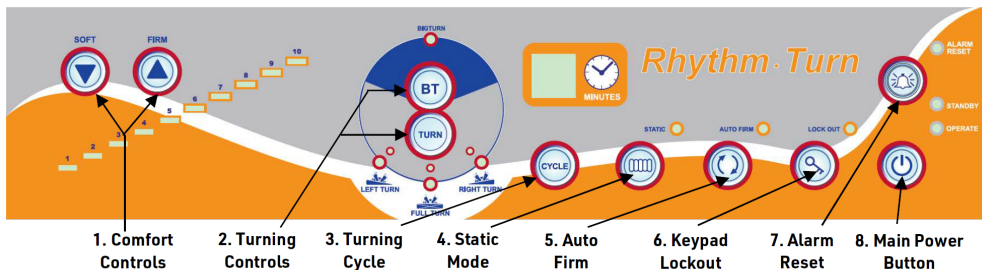 SOFT
FIRM
1
2
3
4
5
6
7
8
9
10
BIGTURN
BT
TURN
LEFT TURN
FULL TURN
RIGHT TURN
MINUTES
Rhythm · Turn
CYCLE
STATIC
AUTO FIRM
LOCK OUT
ALARM
RESET
STANDBY
OPERATE
1. Comfort
Controls
2. Turning
Controls
3. Turning
Cycle
4. Static
Mode
5. Auto
Firm
6. Keypad
Lockout
7. Alarm
Reset
8. Main Power
Button